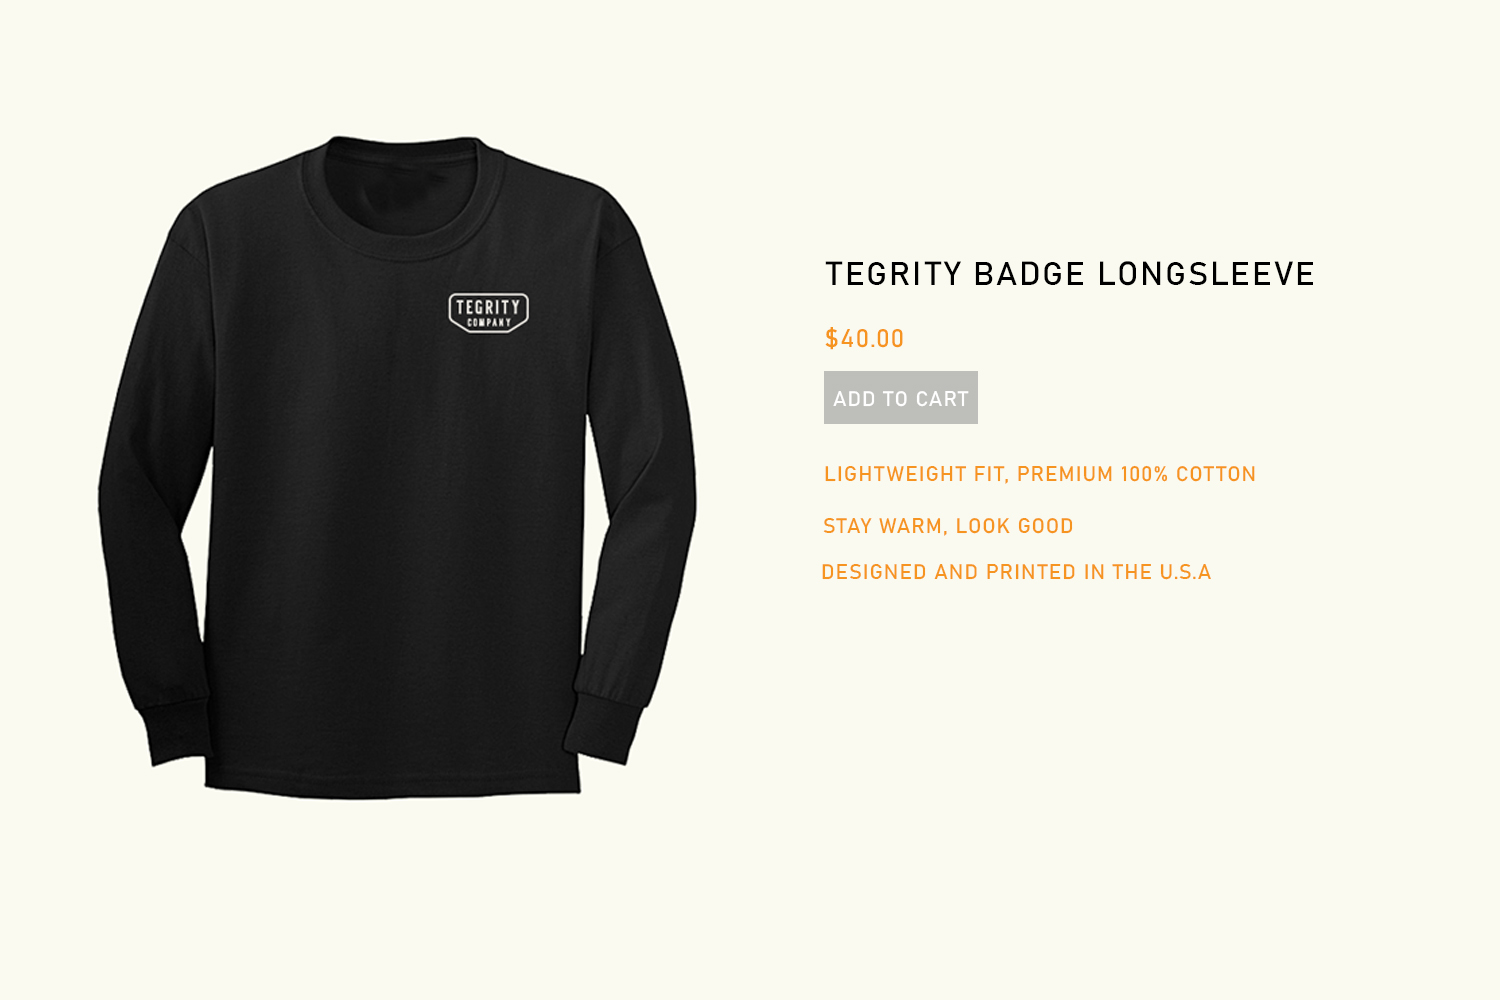 TEGRITY
COMPANY
TEGRITY BADGE LONGSLEEVE
$40.00
ADD TO CART
LIGHTWEIGHT FIT, PREMIUM 100% COTTON
STAY WARM, LOOK GOOD
DESIGNED AND PRINTED IN THE U.S.A